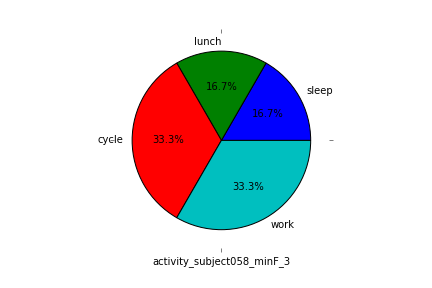 lunch
16.7%
sleep
16.7%
cycle
33.3%
33.3%
work
activity_subject058_minF_3